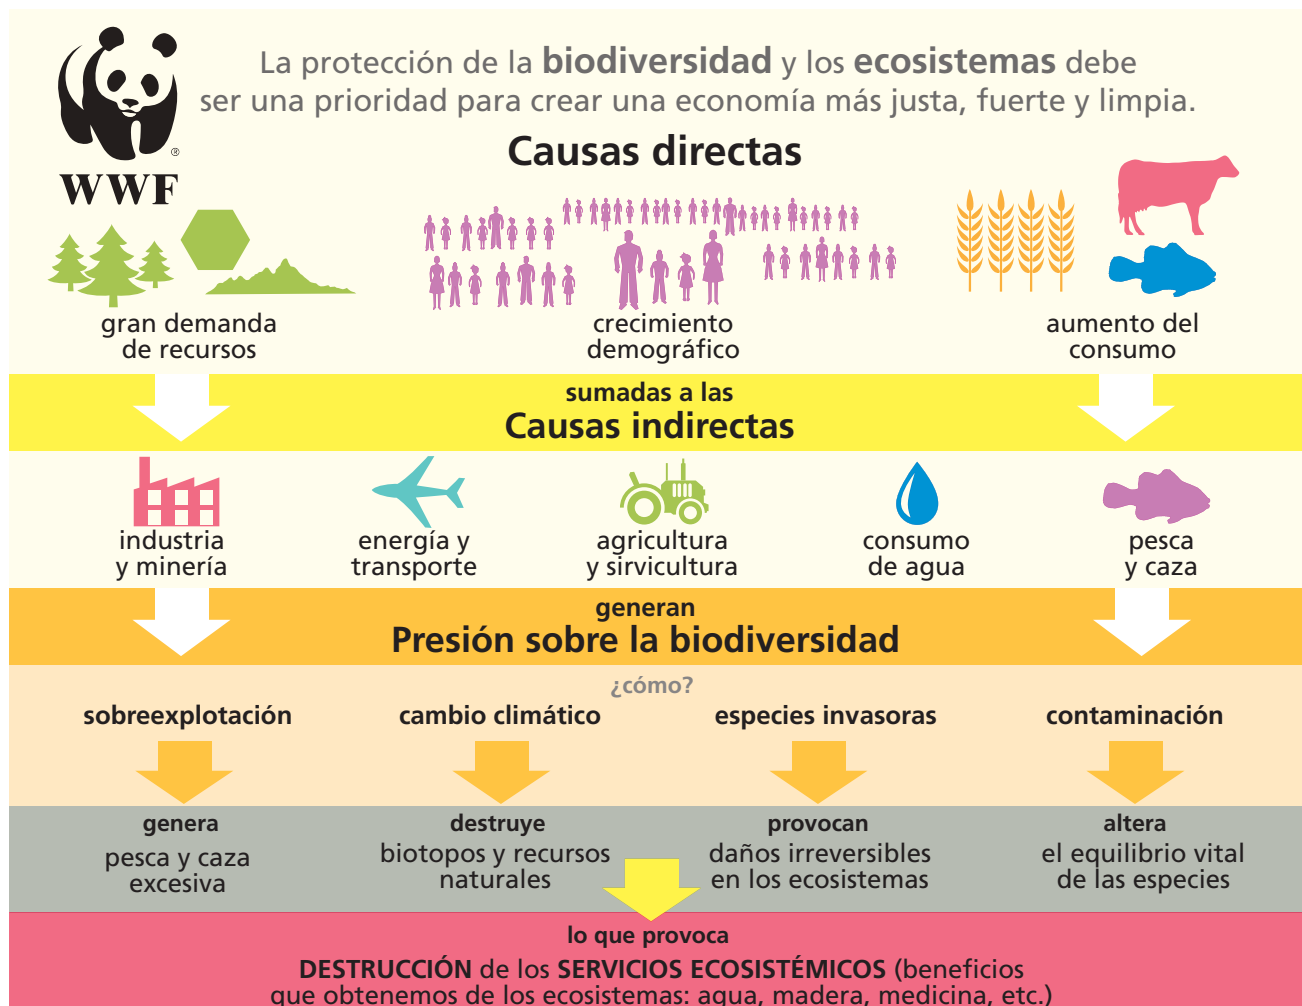 La protección de la biodiversidad y los ecosistemas debe
ser una prioridad para crear una economía más justa, fuerte y limpia.
®
WWF
Causas directas
gran demanda
de recursos
crecimiento
demográfico
aumento del
consumo
sumadas a las
Causas indirectas
industria
y minería
energía y
transporte
agricultura
y sirvicultura
consumo
de agua
pesca
y caza
generan
Presión sobre la biodiversidad
¿cómo?
sobreexplotación
cambio climático
especies invasoras
contaminación
genera
pesca y caza
excesiva
destruye
biotopos y recursos
naturales
provocan
daños irreversibles
en los ecosistemas
altera
el equilibrio vital
de las especies
lo que provoca
DESTRUCCIÓN de los SERVICIOS ECOSISTÉMICOS (beneficios
que obtenemos de los ecosistemas: agua, madera, medicina, etc.)